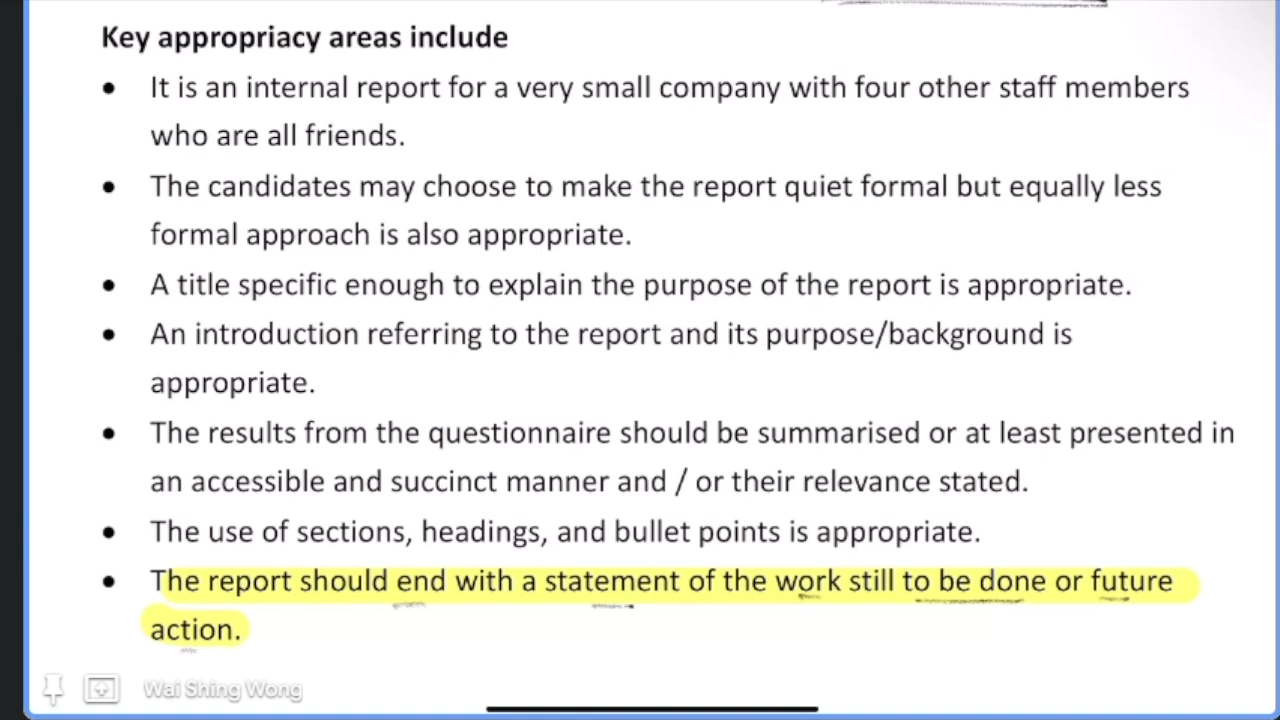 Key appropriacy areas include
• It is an internal report for a very small company with four other staff members
who are all friends.
• The candidates may choose to make the report quiet formal but equally less
formal approach is also appropriate.
• A title specific enough to explain the purpose of the report is appropriate.
• An introduction referring to the report and its purpose/background is
appropriate.
• The results from the questionnaire should be summarised or at least presented in
an accessible and succinct manner and / or their relevance stated.
• The use of sections, headings, and bullet points is appropriate.
• The report should end with a statement of the work still to be done or future
action.
Wai Shing Wong